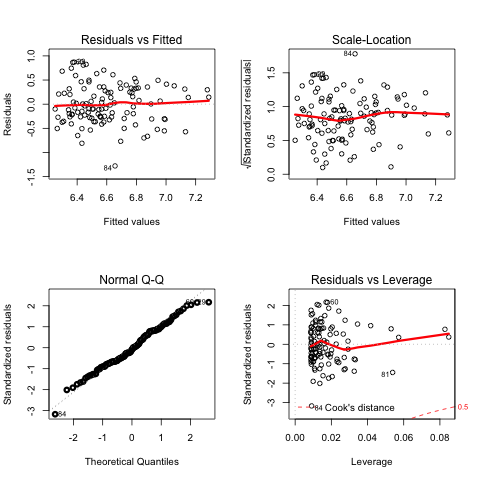 Residuals vs Fitted
Residuals
1.0
0.5
0.0
-0.5
-1.5
84
6.4 6.6 6.8 7.0 7.2
Fitted values
Scale-Location
√|Standardized residuals|
1.5
1.0
0.5
0.0
84
6.4 6.6 6.8 7.0 7.2
Fitted values
Normal Q-Q
Standardized residuals
2
1
0
-1
-2
-3
84
-2 -1 0 1 2
Theoretical Quantiles
Residuals vs Leverage
Standardized residuals
2
1
0
-1
-2
-3
60
81
84
Cook's distance
0.5
0.00 0.02 0.04 0.06 0.08
Leverage